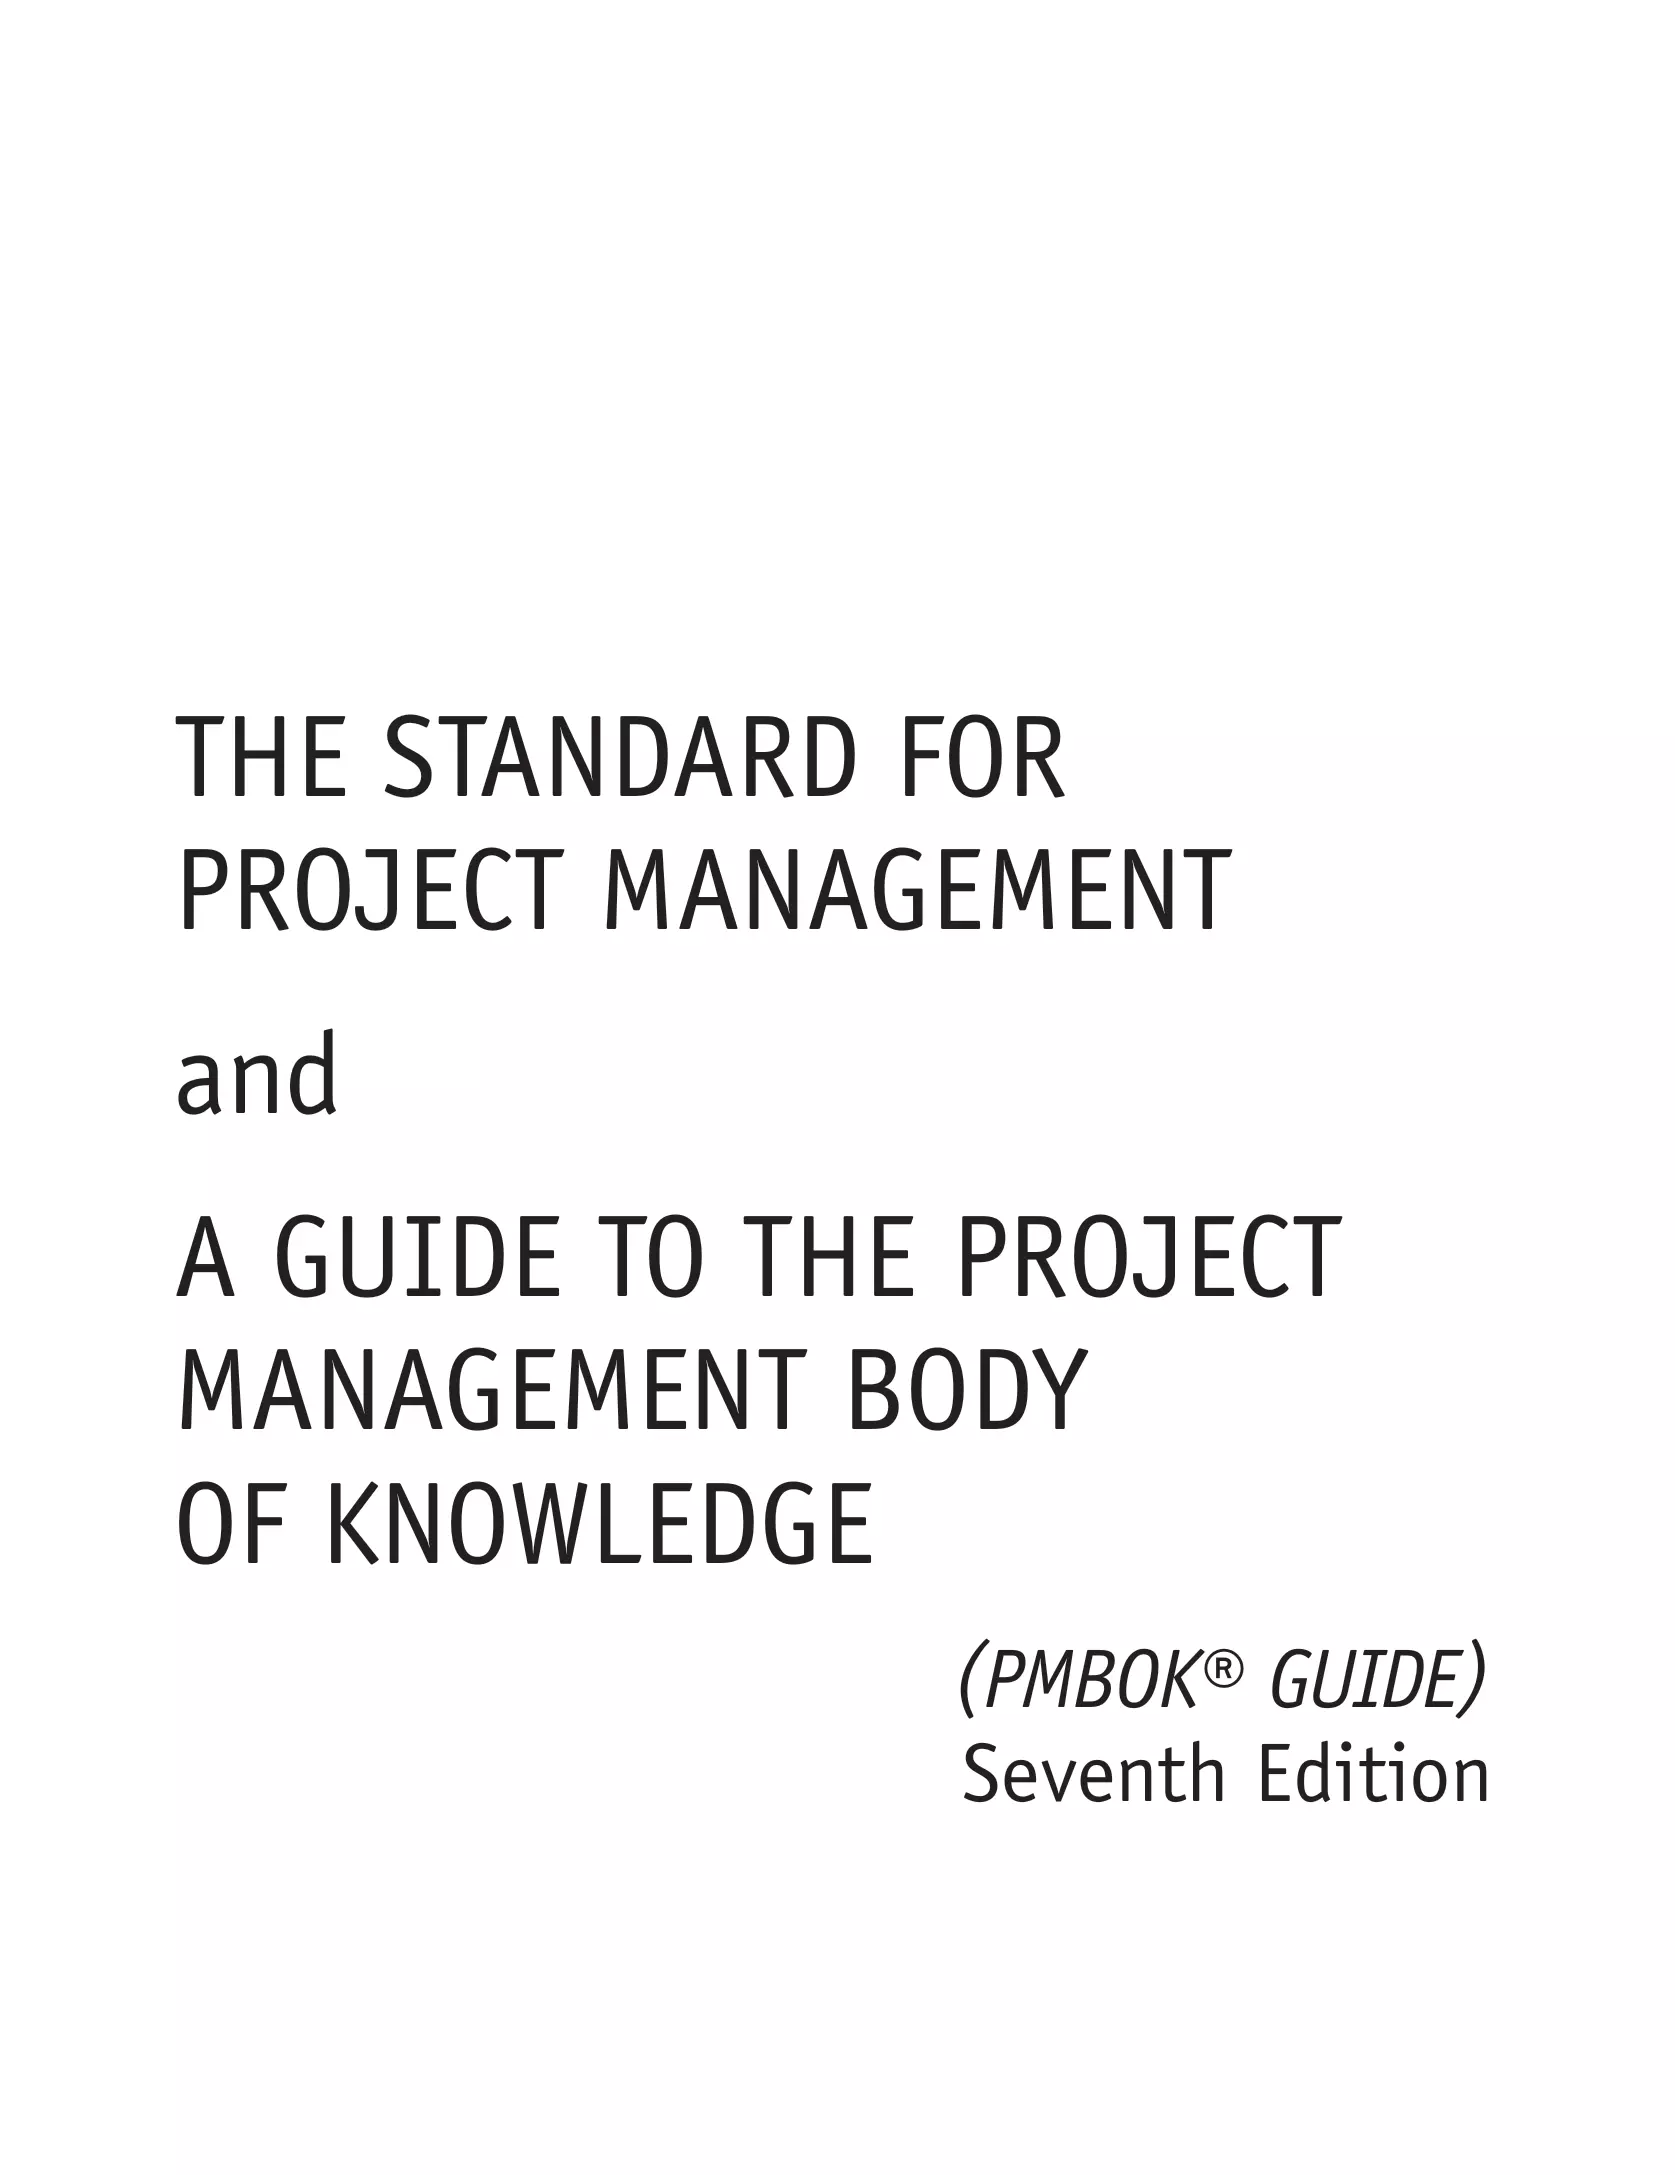 THE STANDARD FOR
PROJECT MANAGEMENT
and
A GUIDE TO THE PROJECT
MANAGEMENT BODY
OF KNOWLEDGE
(PMBOK® GUIDE)
Seventh Edition